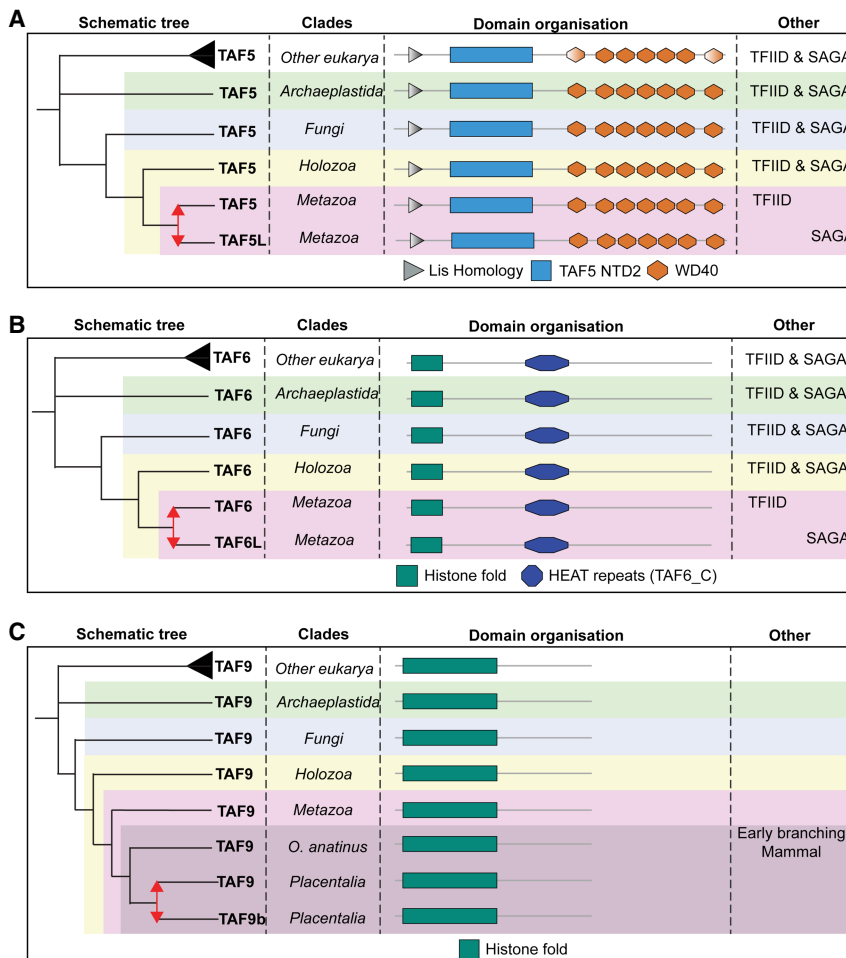 A
Schematic tree Clades Domain organisation Other
TAF5 Other eukarya TFIID & SAGA
TAF5 Archaeplastida TFIID & SAGA
TAF5 Fungi TFIID & SAGA
TAF5 Holozoa TFIID & SAGA
TAF5 Metazoa TFIID
TAF5L Metazoa SAGA
Lis Homology TAF5 NTD2 WD40
B
Schematic tree Clades Domain organisation Other
TAF6 Other eukarya TFIID & SAGA
TAF6 Archaeplastida TFIID & SAGA
TAF6 Fungi TFIID & SAGA
TAF6 Holozoa TFIID & SAGA
TAF6 Metazoa TFIID
TAF6L Metazoa SAGA
Histone fold HEAT repeats (TAF6_C)
C
Schematic tree Clades Domain organisation Other
TAF9 Other eukarya
TAF9 Archaeplastida
TAF9 Fungi
TAF9 Holozoa
TAF9 Metazoa
TAF9 O. anatinus Early branching
Mammal
TAF9 Placentalia
TAF9b Placentalia
Histone fold